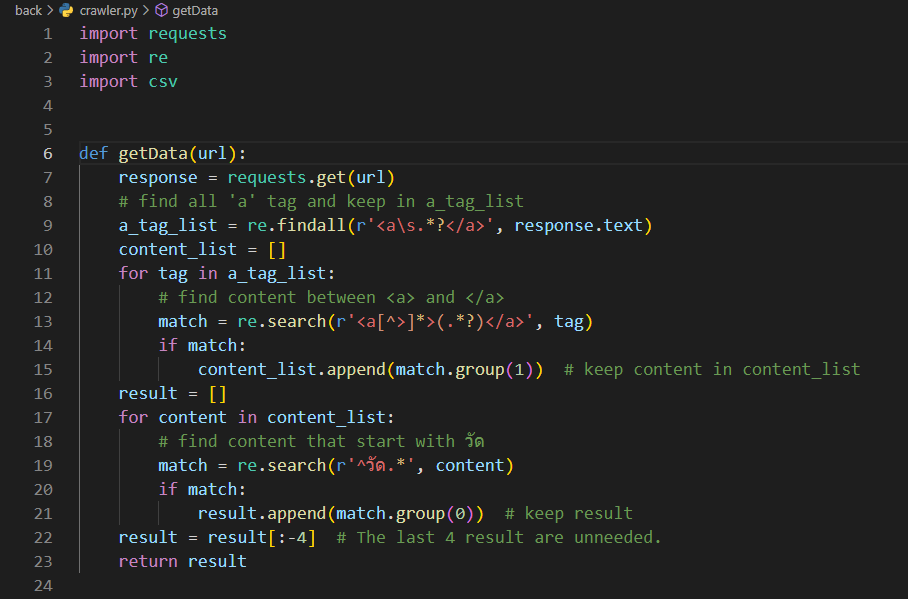 back > crawler.py > getData
1 import requests
2 import re
3 import csv
4
5
6 def getData(url):
7     response = requests.get(url)
8     # find all 'a' tag and keep in a_tag_list
9     a_tag_list = re.findall(r'<a\s.*?</a>', response.text)
10     content_list = []
11     for tag in a_tag_list:
12         # find content between <a> and </a>
13         match = re.search(r'<a[^>]*>(.*?)</a>', tag)
14         if match:
15             content_list.append(match.group(1))  # keep content in content_list
16     result = []
17     for content in content_list:
18         # find content that start with วัด
19         match = re.search(r'^วัด.*', content)
20         if match:
21             result.append(match.group(0))  # keep result
22     result = result[:-4]  # The last 4 result are unneeded.
23     return result
24